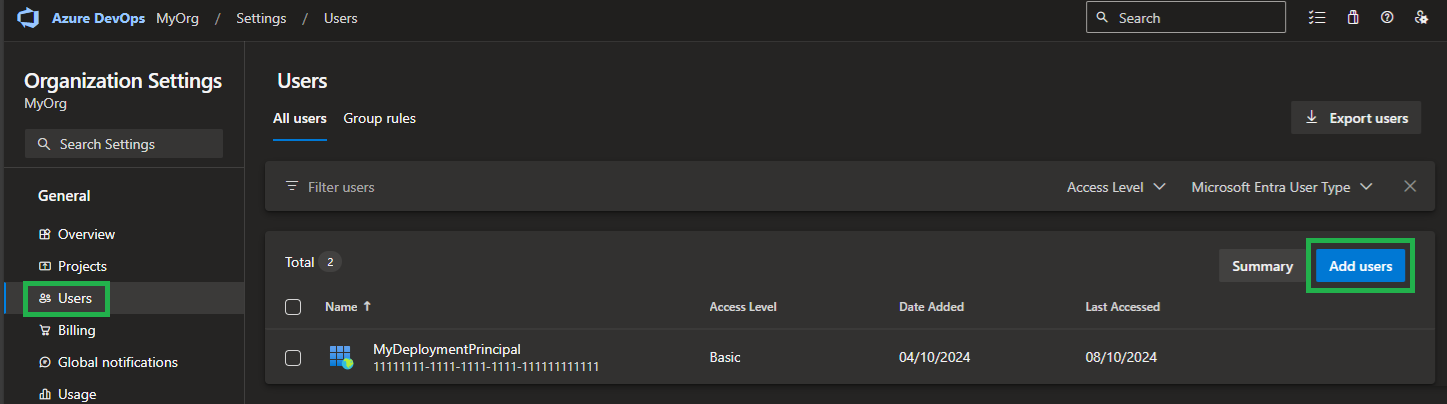 Azure DevOps MyOrg / Settings / Users Search
Organization Settings
MyOrg
Search Settings
General
Overview
Projects
Users
Billing
Global notifications
Usage
Users
All users Group rules
Export users
Filter users Access Level Microsoft Entra User Type
Total 2 Summary Add users
Name Access Level Date Added Last Accessed
MyDeploymentPrincipal Basic 04/10/2024 08/10/2024
11111111-1111-1111-1111-111111111111